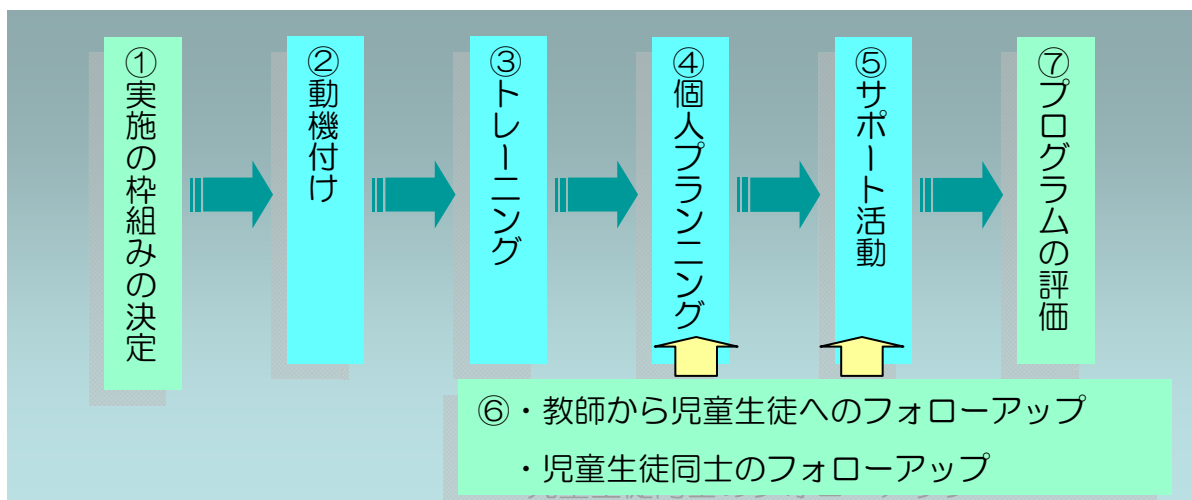 ①実施の枠組みの決定
②動機付け
③トレーニング
④個人プランニング
⑤サポート活動
⑦プログラムの評価
⑥・教師から児童生徒へのフォローアップ
・児童生徒同士のフォローアップ